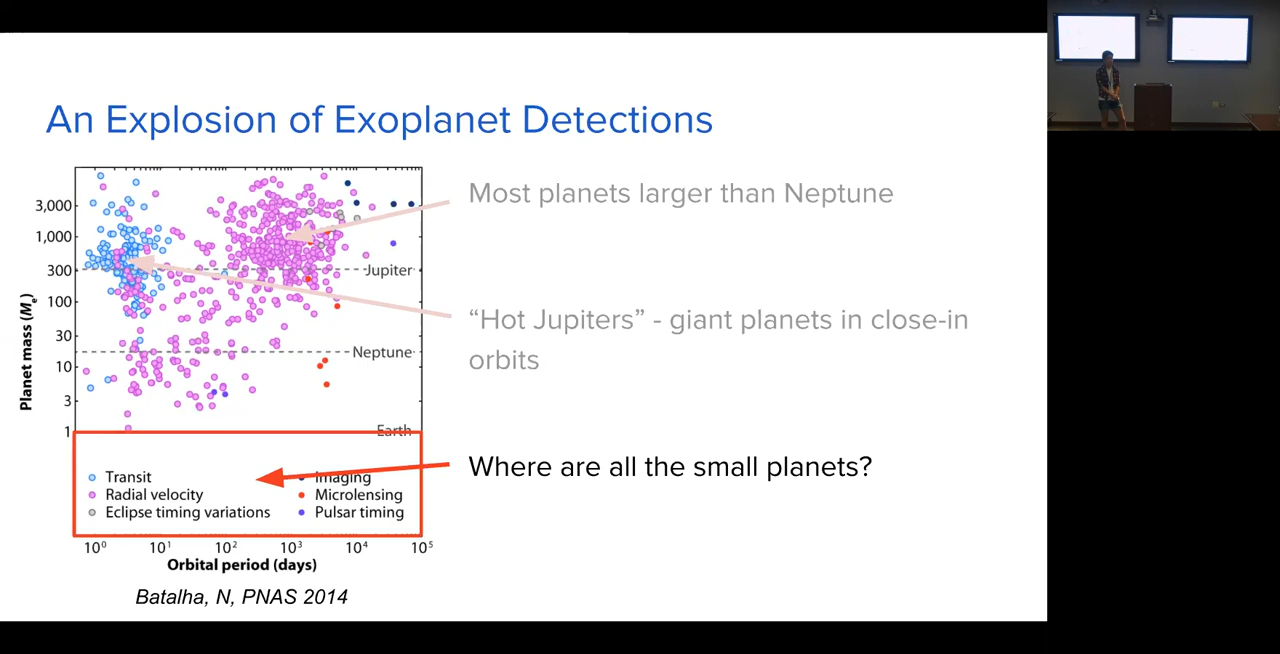 An Explosion of Exoplanet Detections
3,000
1,000
300
100
30
10
3
1
Planet mass (Me)
Jupiter
Neptune
Earth
Transit
Radial velocity
Eclipse timing variations
Imaging
Microlensing
Pulsar timing
10⁰ 10¹ 10² 10³ 10⁴ 10⁵
Orbital period (days)
Batalha, N, PNAS 2014
Most planets larger than Neptune
“Hot Jupiters” - giant planets in close-in
orbits
Where are all the small planets?